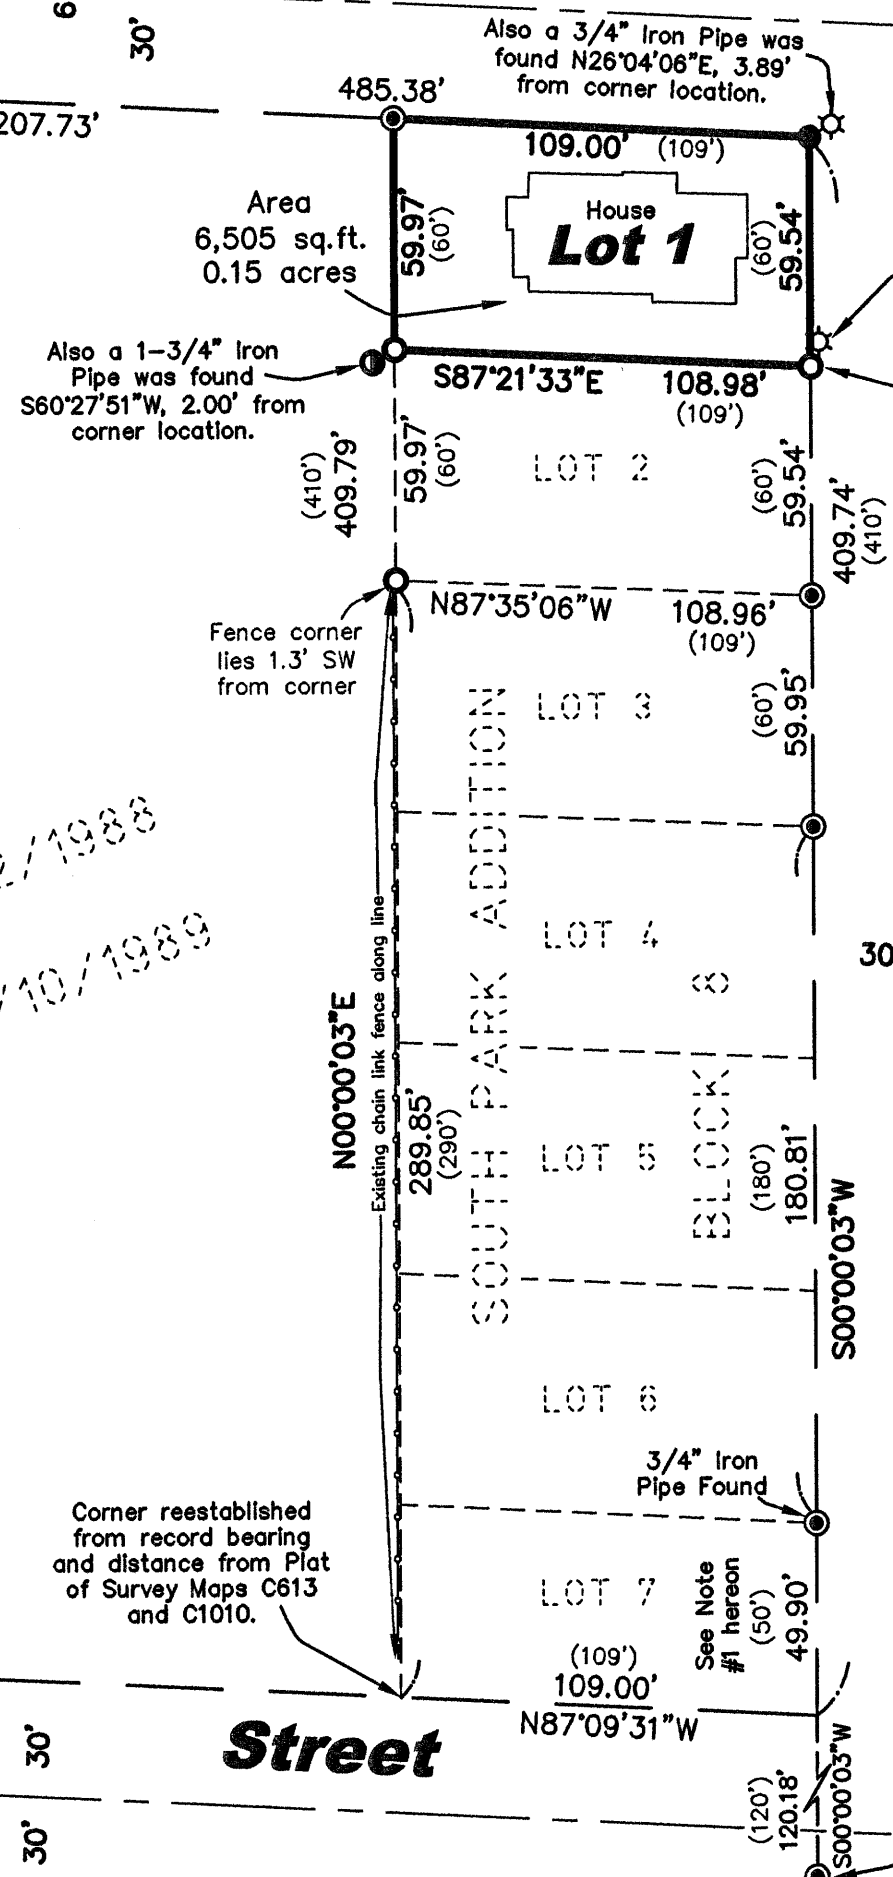 6
30'
Also a 3/4" Iron Pipe was
found N26°04'06"E, 3.89'
from corner location.
485.38'
207.73'
109.00' (109')
Area
6,505 sq.ft.
0.15 acres
59.97'
(60')
House
Lot 1
(60')
59.54'
Also a 1-3/4" Iron
Pipe was found
S60°27'51"W, 2.00' from
corner location.
S87°21'33"E 108.98'
(109')
(410')
409.79'
59.97'
(60')
LOT 2
(60')
59.54'
409.74'
(410')
N87°35'06"W 108.96'
(109')
Fence corner
lies 1.3' SW
from corner
LOT 3
(60')
59.95'
2/1988
/10/1989
LOT 4
30
SOUTH PARK ADDITION
BLOCK 8
N00°00'03"E
Existing chain link fence along line
289.85'
(290')
LOT 5
(180')
180.81'
S00°00'03"W
LOT 6
3/4" Iron
Pipe Found
Corner reestablished
from record bearing
and distance from Plat
of Survey Maps C613
and C1010.
LOT 7
See Note
#1 hereon
(50')
49.90'
(109')
109.00'
N87°09'31"W
Street
30'
30'
(120')
120.18'
S00°00'03"W